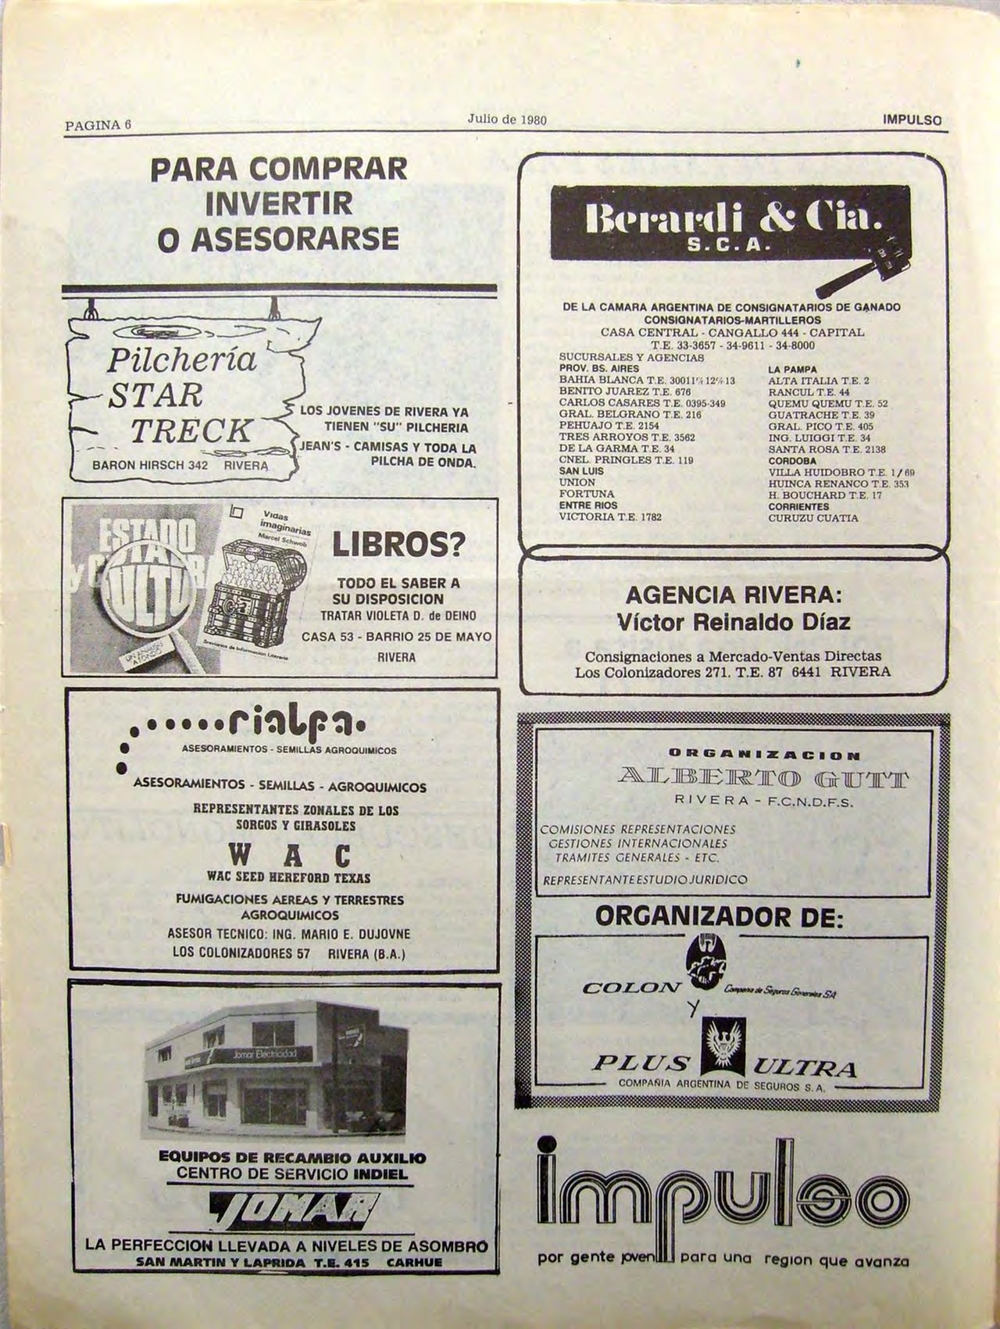 PAGINA 6
Julio de 1980
IMPULSO
PARA COMPRAR
INVERTIR
O ASESORARSE
Pilchería
STAR
TRECK
BARON HIRSCH 342 RIVERA
LOS JOVENES DE RIVERA YA
TIENEN "SU" PILCHERIA
JEAN'S - CAMISAS Y TODA LA
PILCHA DE ONDA.
ESTADO
Vidas
imaginarias
Marcel Schwob
LIBROS?
TODO EL SABER A
SU DISPOSICION
TRATAR VIOLETA D. de DEINO
CASA 53 - BARRIO 25 DE MAYO
RIVERA
rialpa
ASESORAMIENTOS - SEMILLAS AGROQUIMICOS
ASESORAMIENTOS - SEMILLAS - AGROQUIMICOS
REPRESENTANTES ZONALES DE LOS
SORGOS Y GIRASOLES
W A C
WAC SEED HEREFORD TEXAS
FUMIGACIONES AEREAS Y TERRESTRES
AGROQUIMICOS
ASESOR TECNICO: ING. MARIO E. DUJOVNE
LOS COLONIZADORES 57 RIVERA (B.A.)
Jomar Electricidad
EQUIPOS DE RECAMBIO AUXILIO
CENTRO DE SERVICIO INDIEL
JOMAR
LA PERFECCION LLEVADA A NIVELES DE ASOMBRO
SAN MARTIN Y LAPRIDA T.E. 415 CARHUE
Berardi & Cia.
S.C.A.
DE LA CAMARA ARGENTINA DE CONSIGNATARIOS DE GANADO
CONSIGNATARIOS-MARTILLEROS
CASA CENTRAL - CANGALLO 444 - CAPITAL
T.E. 33-3657 - 34-9611 - 34-8000
SUCURSALES Y AGENCIAS
PROV. BS. AIRES
BAHIA BLANCA T.E. 30011 12 13
BENITO JUAREZ T.E. 676
CARLOS CASARES T.E. 0395-349
GRAL. BELGRANO T.E. 216
PEHUAJO T.E. 2154
TRES ARROYOS T.E. 3562
DE LA GARMA T.E. 34
CNEL. PRINGLES T.E. 119
SAN LUIS
UNION
FORTUNA
ENTRE RIOS
VICTORIA T.E. 1782
LA PAMPA
ALTA ITALIA T.E. 2
RANCUL T.E. 44
QUEMU QUEMU T.E. 52
GUATRACHE T.E. 39
GRAL. PICO T.E. 405
ING. LUIGGI T.E. 34
SANTA ROSA T.E. 2138
CORDOBA
VILLA HUIDOBRO T.E. 1/69
HUINCA RENANCO T.E. 353
H. BOUCHARD T.E. 17
CORRIENTES
CURUZU CUATIA
AGENCIA RIVERA:
Víctor Reinaldo Díaz
Consignaciones a Mercado-Ventas Directas
Los Colonizadores 271. T.E. 87 6441 RIVERA
ORGANIZACION
ALBERTO GUTT
RIVERA - F.C.N.D.F.S.
COMISIONES REPRESENTACIONES
GESTIONES INTERNACIONALES
TRAMITES GENERALES - ETC.
REPRESENTANTE ESTUDIO JURIDICO
ORGANIZADOR DE:
COLON Compañia de Seguros Generales SA
Y
PLUS ULTRA
COMPAÑIA ARGENTINA DE SEGUROS S.A.
impulso
por gente joven para una region que avanza